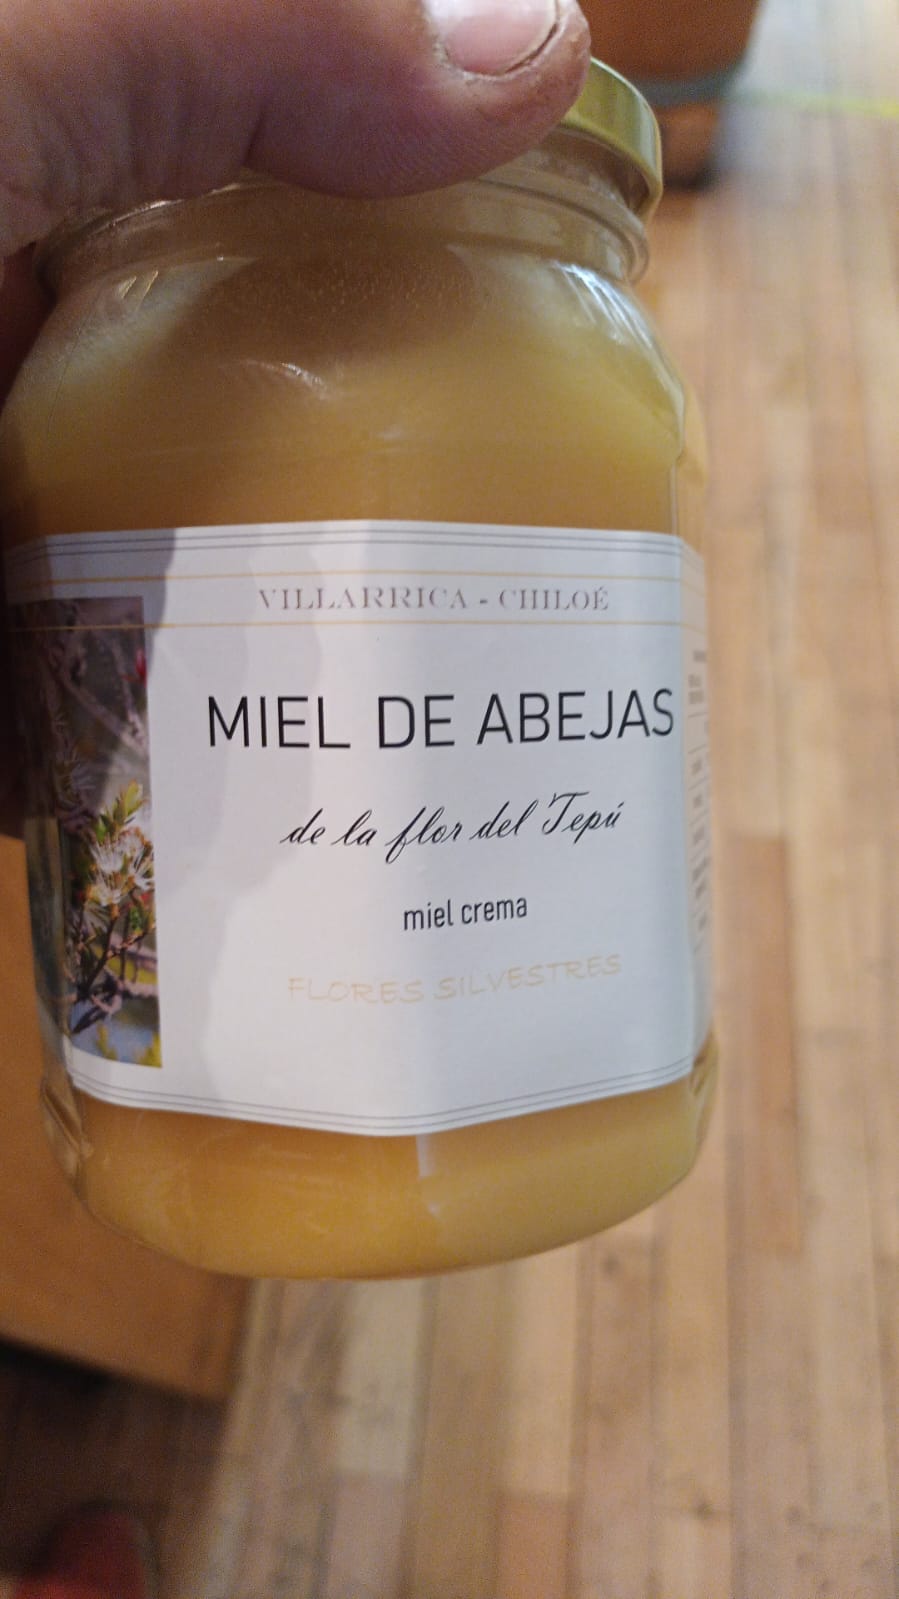 VILLARRICA - CHILOÉ
MIEL DE ABEJAS
de la flor del Tepú
miel crema
FLORES SILVESTRES